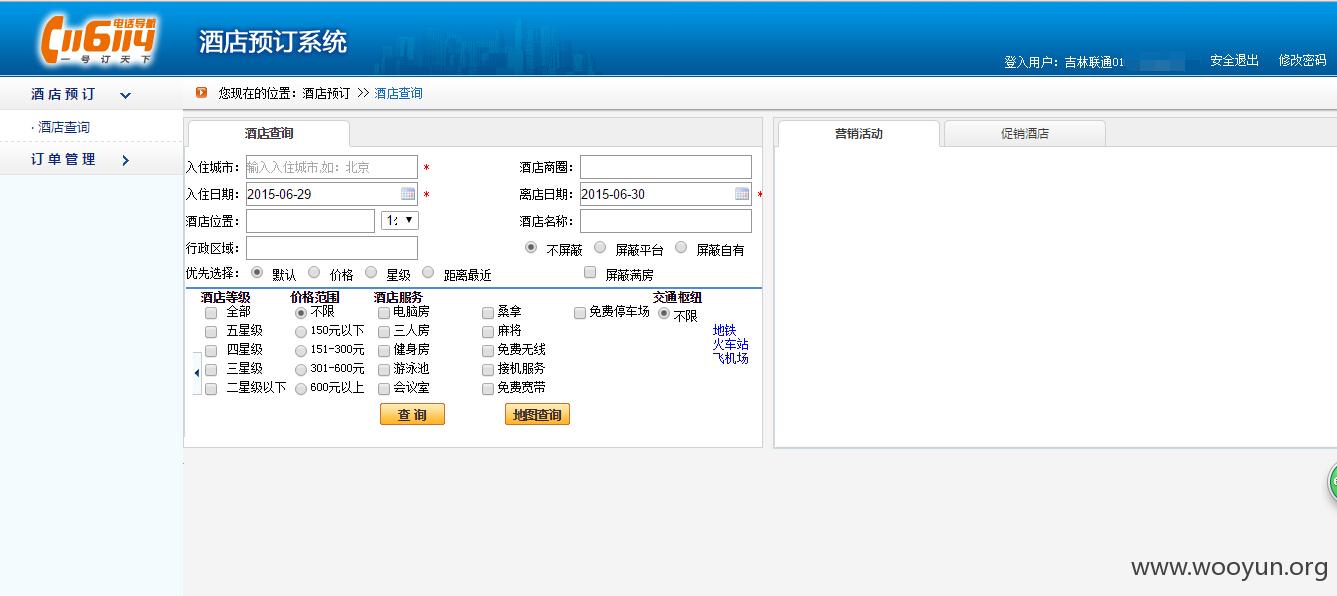 116114
电话导航
一号订天下
酒店预订系统
登入用户：吉林联通01
安全退出 修改密码
酒店预订
·酒店查询
订单管理
您现在的位置：酒店预订 >> 酒店查询
酒店查询
入住城市： 输入入住城市,如：北京 * 酒店商圈：
入住日期： 2015-06-29 * 离店日期： 2015-06-30 *
酒店位置： 酒店名称：
行政区域： 不屏蔽 屏蔽平台 屏蔽自有
优先选择： 默认 价格 星级 距离最近 屏蔽满房
酒店等级 价格范围 酒店服务 交通枢纽
全部 不限 电脑房 桑拿 免费停车场 不限
五星级 150元以下 三人房 麻将 地铁
四星级 151-300元 健身房 免费无线 火车站
三星级 301-600元 游泳池 接机服务 飞机场
二星级以下 600元以上 会议室 免费宽带
查 询 地图查询
营销活动 促销酒店
www.wooyun.org